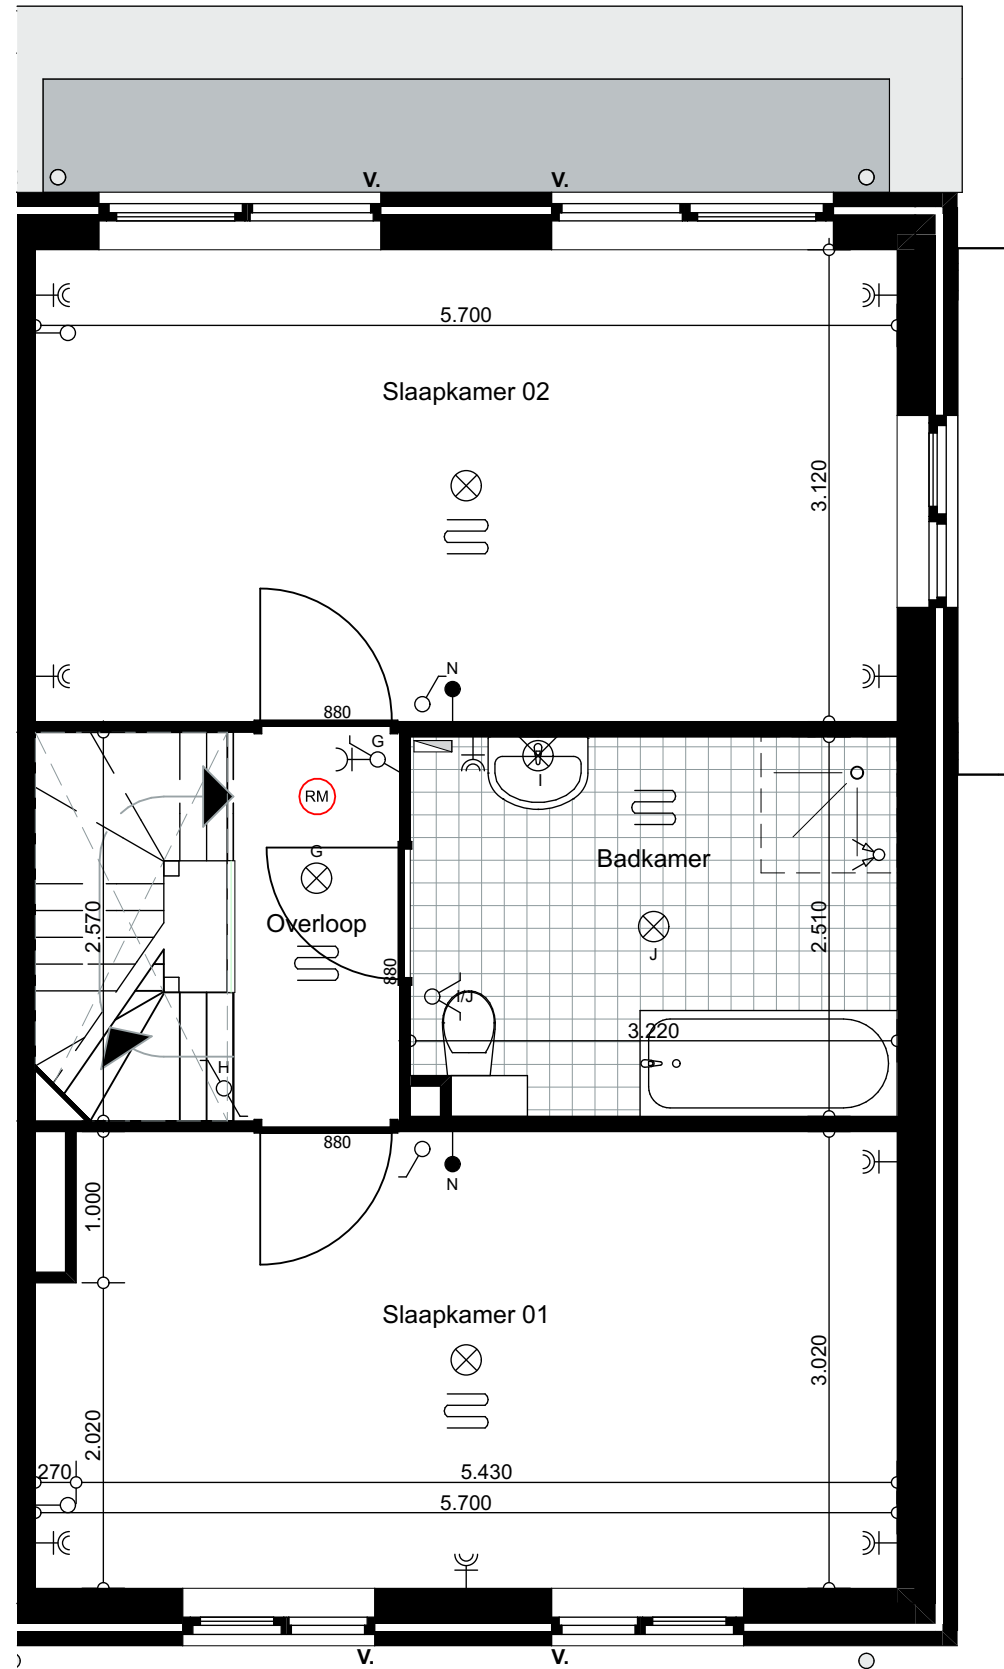 V. V.
5.700
Slaapkamer 02
3.120
N
880
G
RM
I
G
Badkamer
Overloop
2.570
2.510
J
880
I/J
3.220
H
880
N
1.000
Slaapkamer 01
3.020
2.020
270 5.430
5.700
V. V.